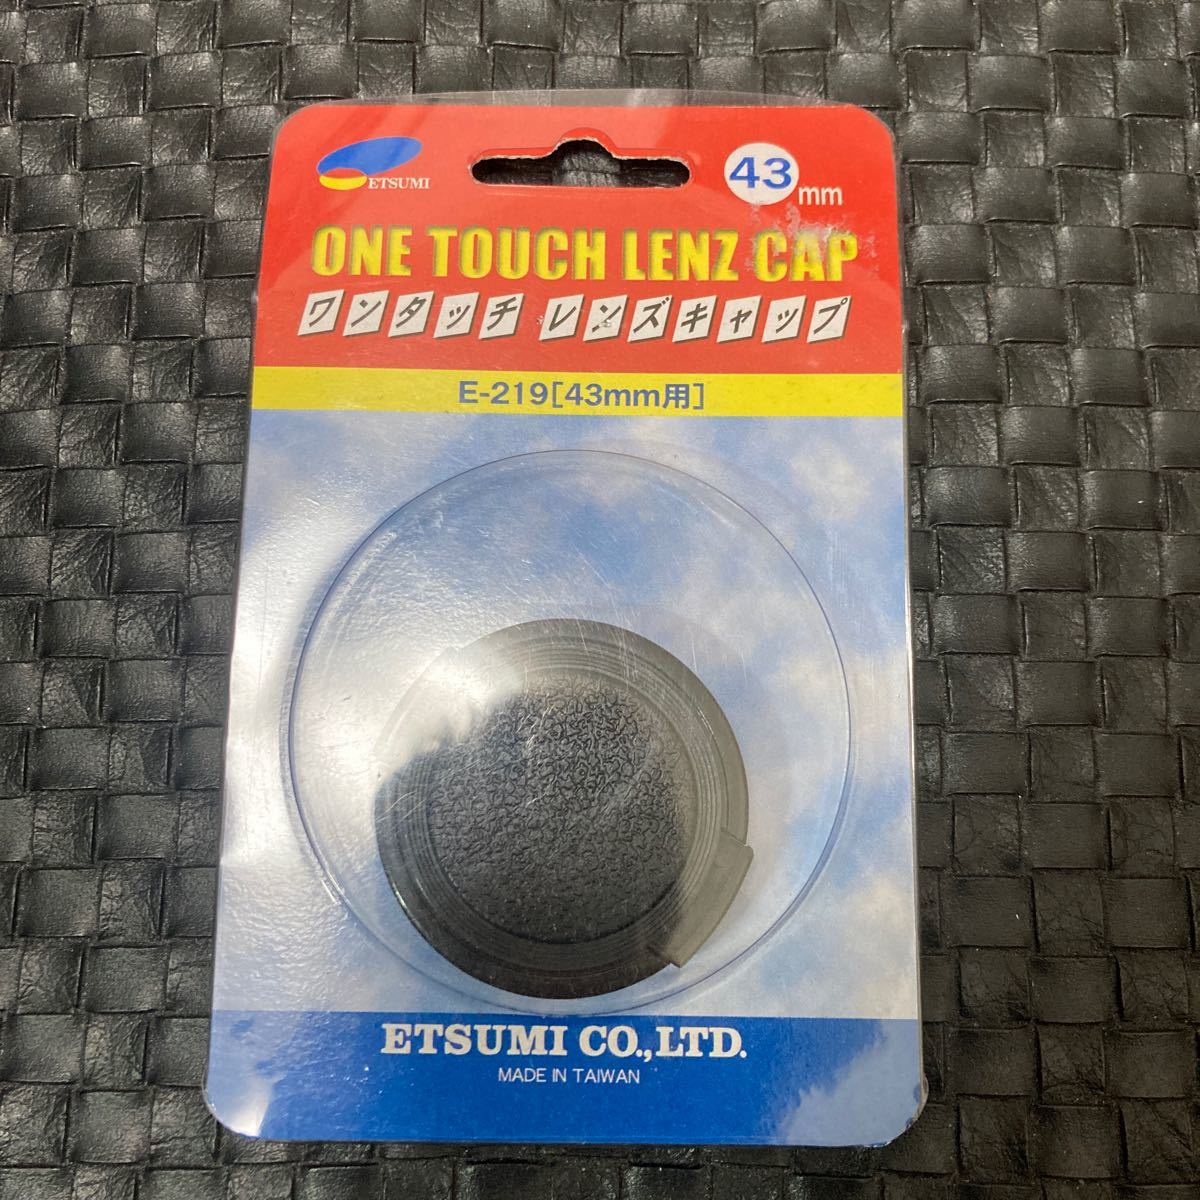 ETSUMI
43mm
ONE TOUCH LENZ CAP
ワンタッチ レンズキャップ
E-219[43mm用]
ETSUMI CO.,LTD.
MADE IN TAIWAN